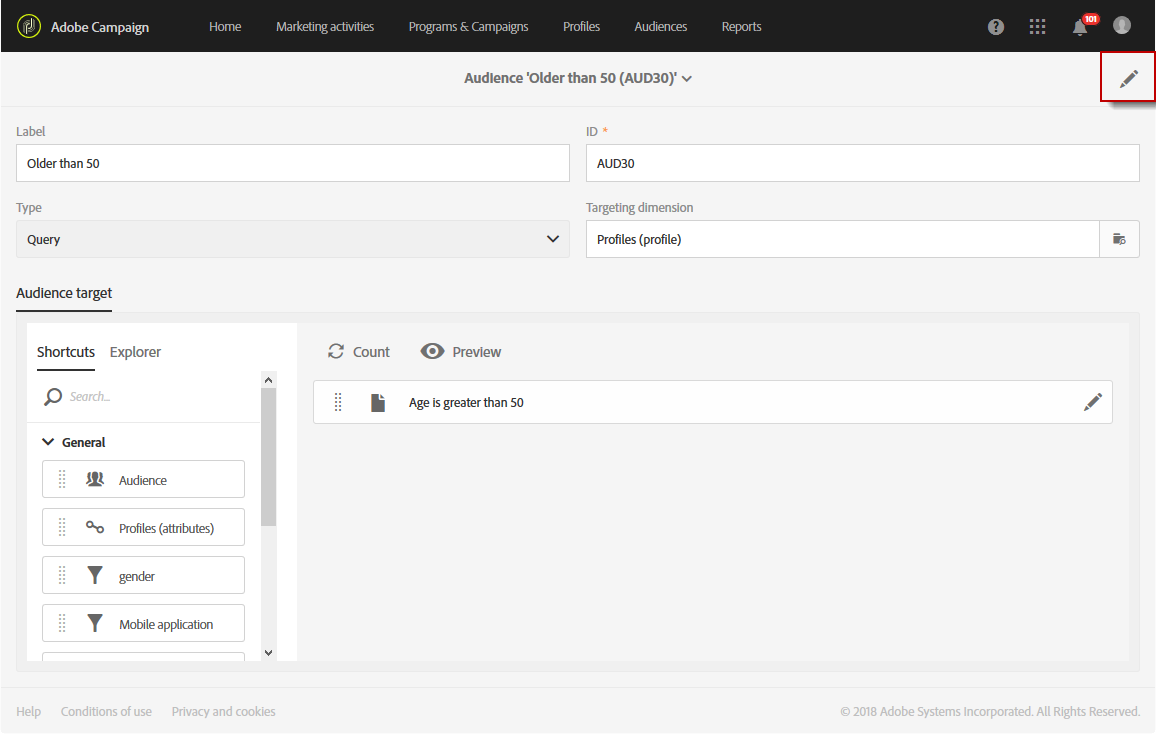 Adobe Campaign Home Marketing activities Programs & Campaigns Profiles Audiences Reports 101
Audience 'Older than 50 (AUD30)'
Label ID *
Older than 50 AUD30
Type Targeting dimension
Query Profiles (profile)
Audience target
Shortcuts Explorer Count Preview
Search...
Age is greater than 50
General
Audience
Profiles (attributes)
gender
Mobile application
Help Conditions of use Privacy and cookies © 2018 Adobe Systems Incorporated. All Rights Reserved.